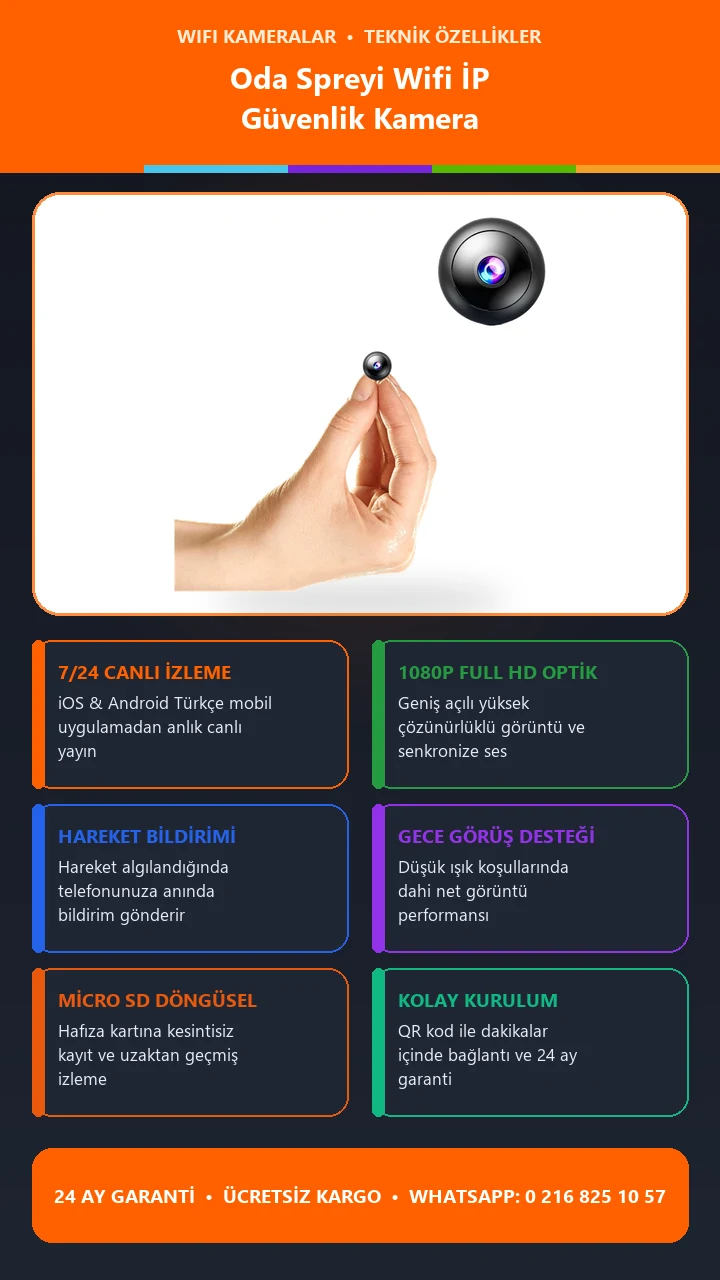 WIFI KAMERALAR • TEKNİK ÖZELLİKLER
Oda Spreyi Wifi İP
Güvenlik Kamera
7/24 CANLI İZLEME
iOS & Android Türkçe mobil
uygulamadan anlık canlı
yayın
1080P FULL HD OPTİK
Geniş açılı yüksek
çözünürlüklü görüntü ve
senkronize ses
HAREKET BİLDİRİMİ
Hareket algılandığında
telefonunuza anında
bildirim gönderir
GECE GÖRÜŞ DESTEĞİ
Düşük ışık koşullarında
dahi net görüntü
performansı
MİCRO SD DÖNGÜSEL
Hafıza kartına kesintisiz
kayıt ve uzaktan geçmiş
izleme
KOLAY KURULUM
QR kod ile dakikalar
içinde bağlantı ve 24 ay
garanti
24 AY GARANTİ • ÜCRETSİZ KARGO • WHATSAPP: 0 216 825 10 57